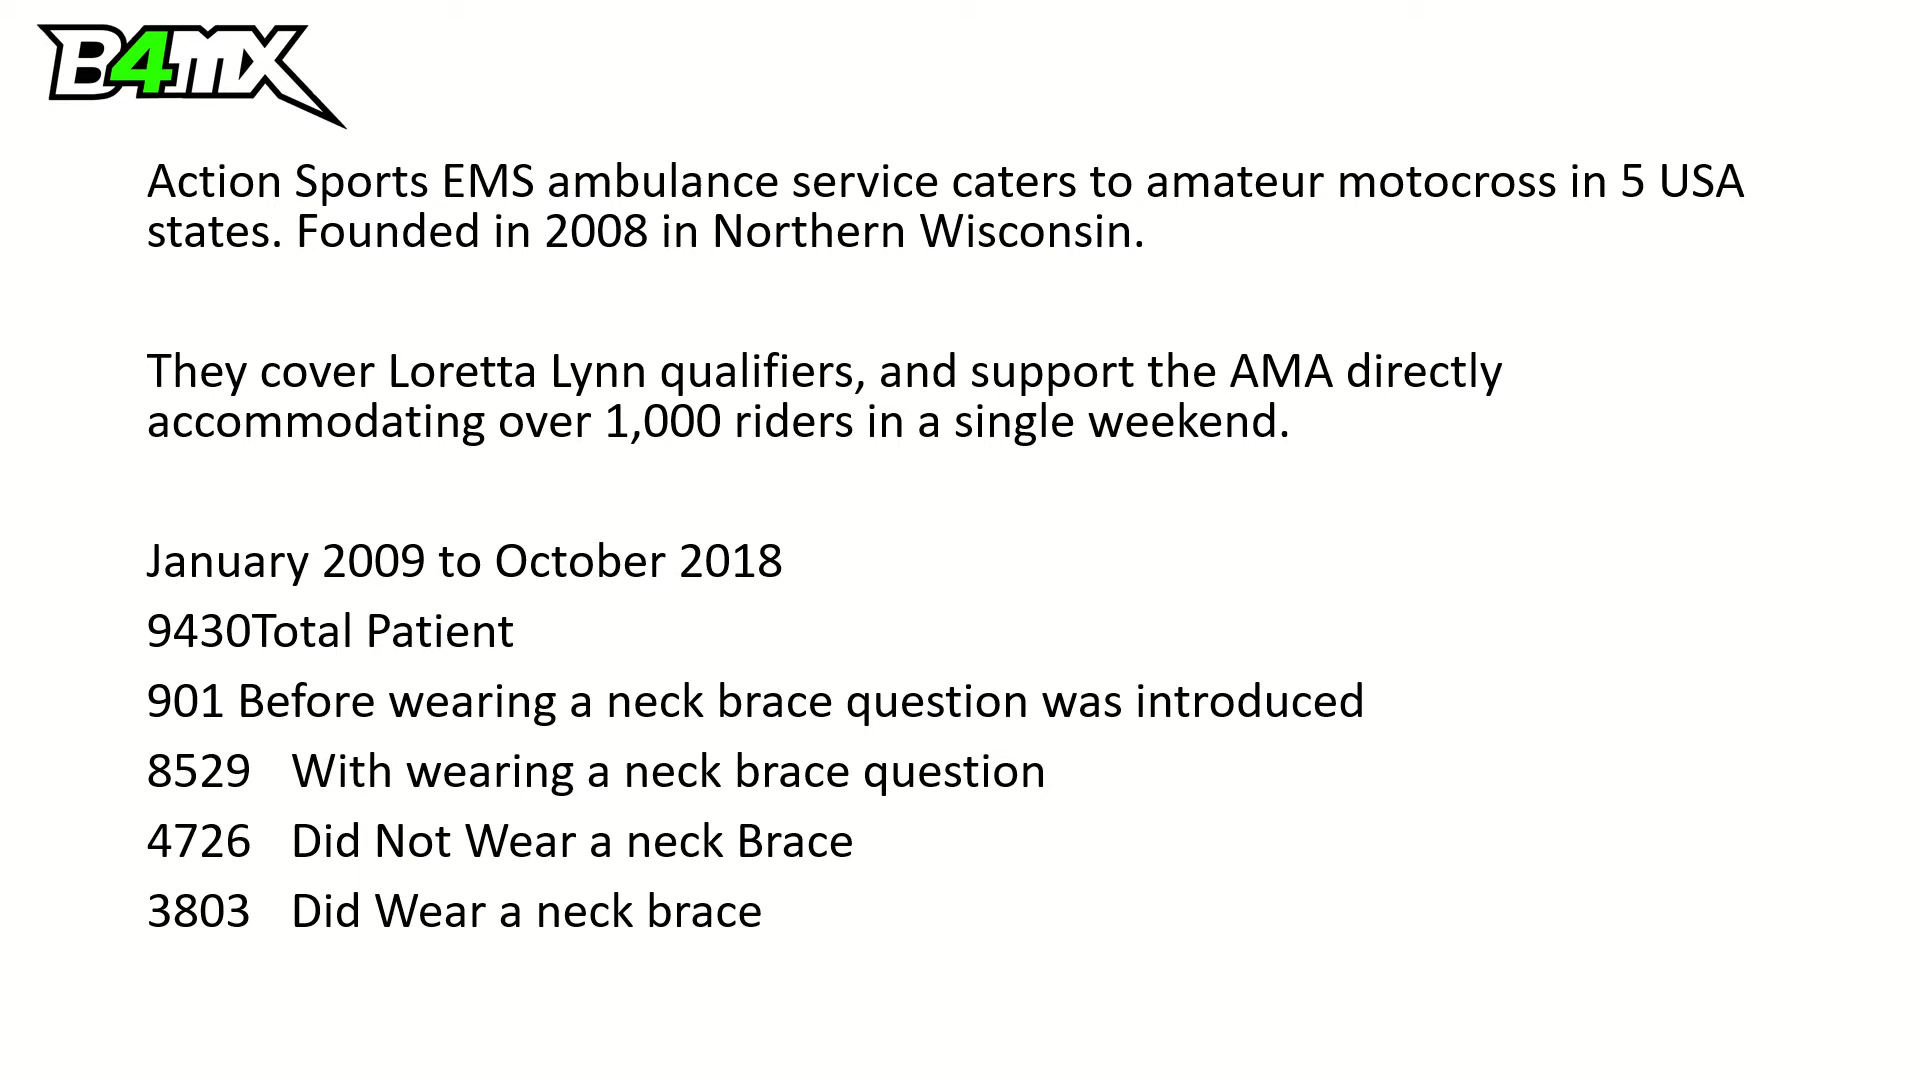 B4MX
Action Sports EMS ambulance service caters to amateur motocross in 5 USA
states. Founded in 2008 in Northern Wisconsin.
They cover Loretta Lynn qualifiers, and support the AMA directly
accommodating over 1,000 riders in a single weekend.
January 2009 to October 2018
9430Total Patient
901 Before wearing a neck brace question was introduced
8529 With wearing a neck brace question
4726 Did Not Wear a neck Brace
3803 Did Wear a neck brace